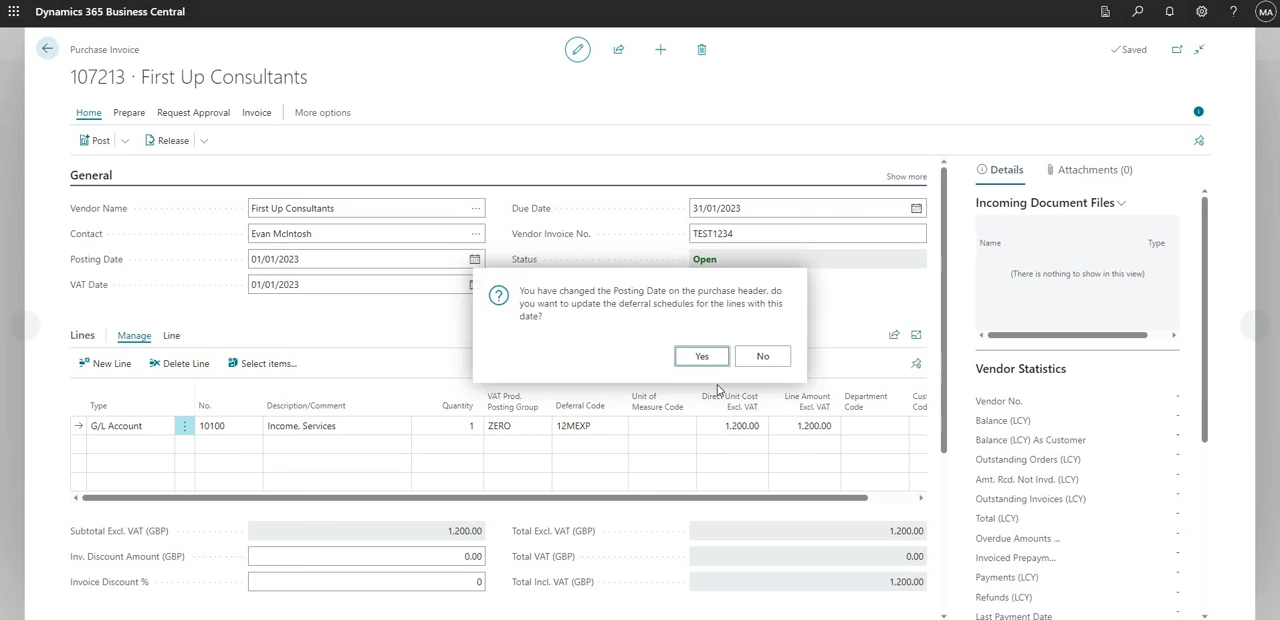 Dynamics 365 Business Central
MA
Purchase Invoice
Saved
107213 · First Up Consultants
Home Prepare Request Approval Invoice More options
Post Release
General
Show more
Vendor Name First Up Consultants
Due Date 31/01/2023
Contact Evan McIntosh
Vendor Invoice No. TEST1234
Posting Date 01/01/2023
Status Open
VAT Date 01/01/2023
You have changed the Posting Date on the purchase header, do
you want to update the deferral schedules for the lines with this
date?
Yes No
Lines Manage Line
New Line Delete Line Select items...
Type No. Description/Comment Quantity VAT Prod. Posting Group Deferral Code Unit of Measure Code Direct Unit Cost Excl. VAT Line Amount Excl. VAT Department Code Cust Cod
G/L Account 10100 Income, Services 1 ZERO 12MEXP 1,200.00 1,200.00
Subtotal Excl. VAT (GBP) 1,200.00
Total Excl. VAT (GBP) 1,200.00
Inv. Discount Amount (GBP) 0.00
Total VAT (GBP) 0.00
Invoice Discount % 0
Total Incl. VAT (GBP) 1,200.00
Details Attachments (0)
Incoming Document Files
Name Type
(There is nothing to show in this view)
Vendor Statistics
Vendor No. -
Balance (LCY) -
Balance (LCY) As Customer -
Outstanding Orders (LCY) -
Amt. Rcd. Not Invd. (LCY) -
Outstanding Invoices (LCY) -
Total (LCY) -
Overdue Amounts ... -
Invoiced Prepaym... -
Payments (LCY) -
Refunds (LCY) -
Last Payment Date -